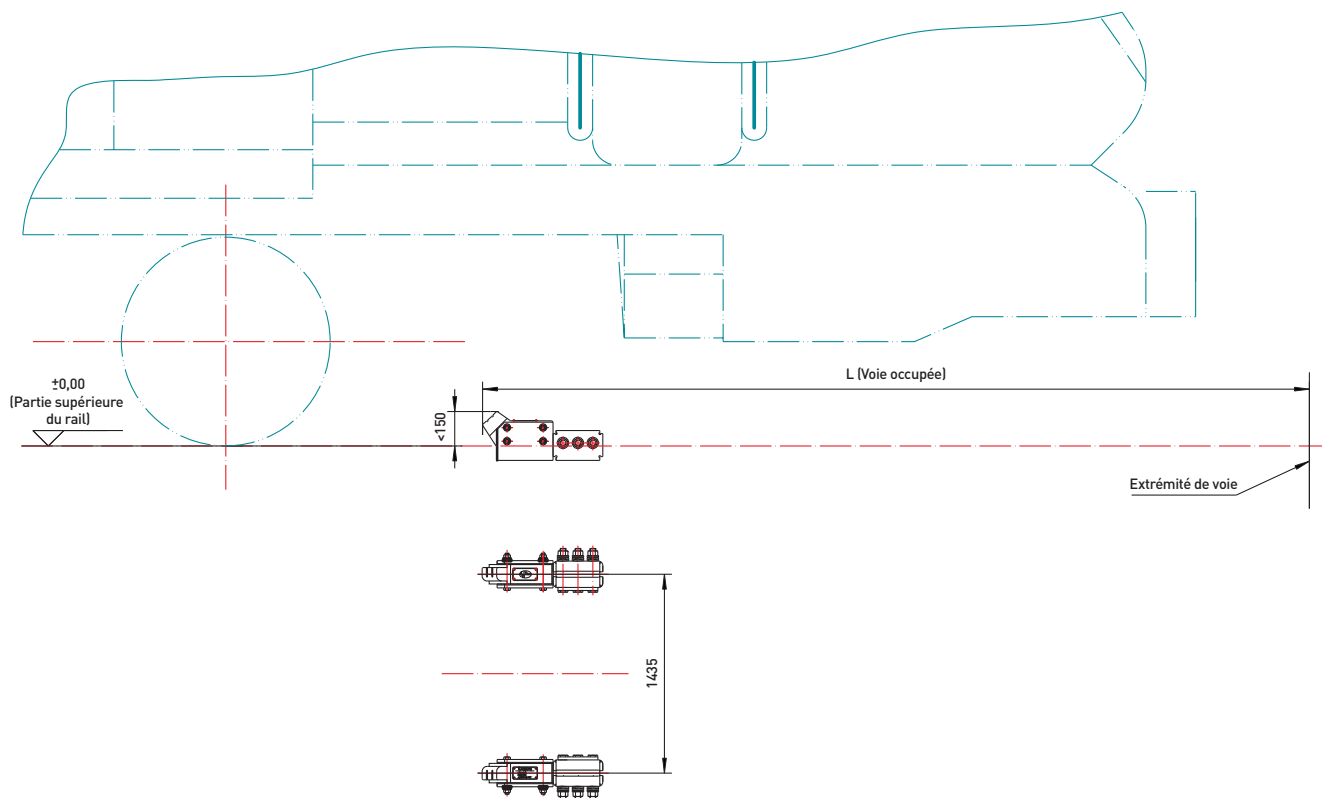 L (Voie occupée)
±0,00
(Partie supérieure
du rail)
<150
Extrémité de voie
1435